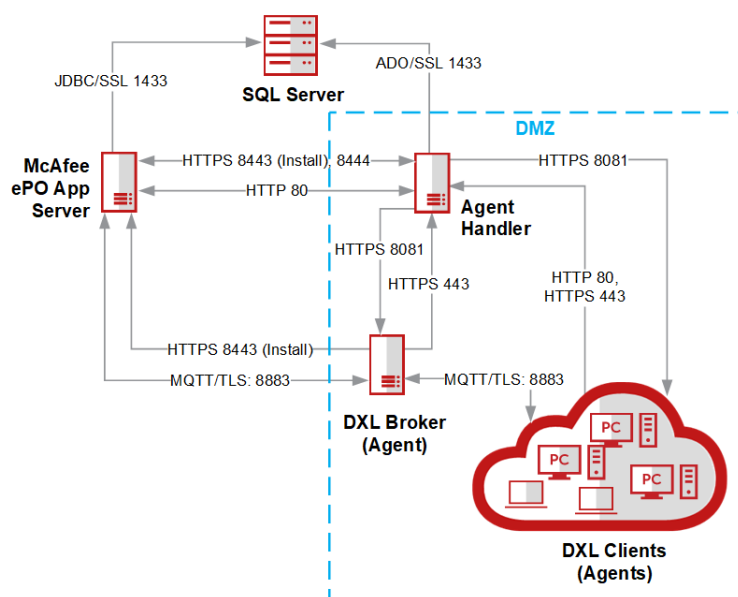 JDBC/SSL 1433
ADO/SSL 1433
SQL Server
DMZ
McAfee
ePO App
Server
HTTPS 8443 (Install), 8444
HTTP 80
HTTPS 8081
Agent
Handler
HTTPS 8081
HTTPS 443
HTTP 80,
HTTPS 443
HTTPS 8443 (Install)
MQTT/TLS: 8883
MQTT/TLS: 8883
DXL Broker
(Agent)
PC
PC
PC
DXL Clients
(Agents)